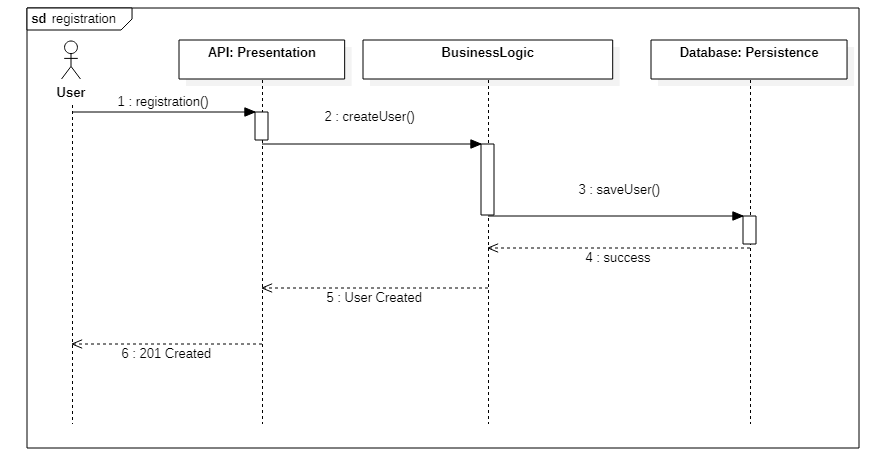 sd registration
User
API: Presentation
BusinessLogic
Database: Persistence
1 : registration()
2 : createUser()
3 : saveUser()
4 : success
5 : User Created
6 : 201 Created